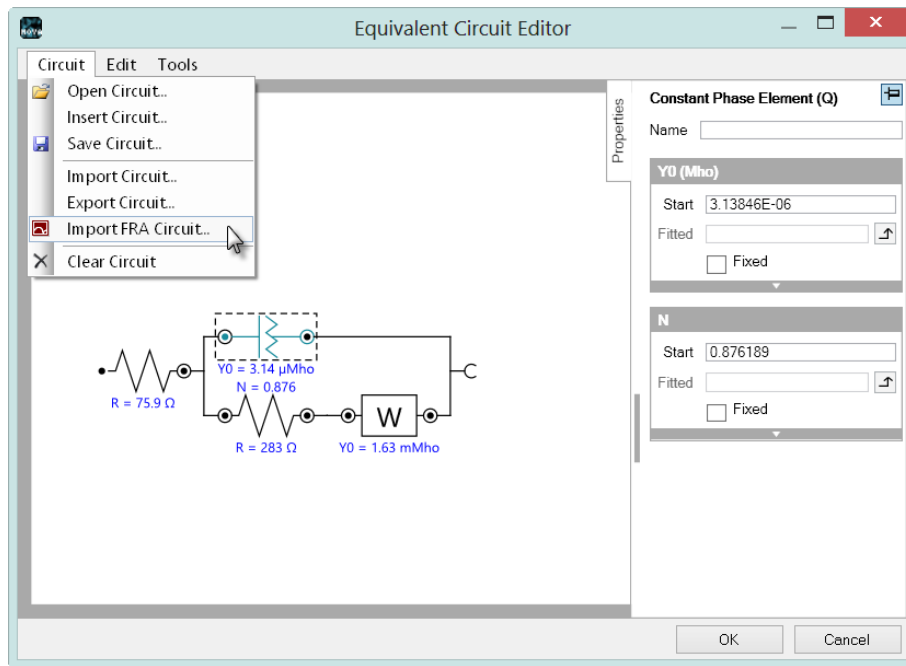 Equivalent Circuit Editor
Circuit Edit Tools
Open Circuit...
Insert Circuit...
Save Circuit...
Import Circuit...
Export Circuit...
Import FRA Circuit...
Clear Circuit
Properties
Constant Phase Element (Q)
Name
Y0 (Mho)
Start 3.13846E-06
Fitted
Fixed
N
Start 0.876189
Fitted
Fixed
Y0 = 3.14 µMho
N = 0.876
R = 75.9 Ω
W
R = 283 Ω
Y0 = 1.63 mMho
OK Cancel